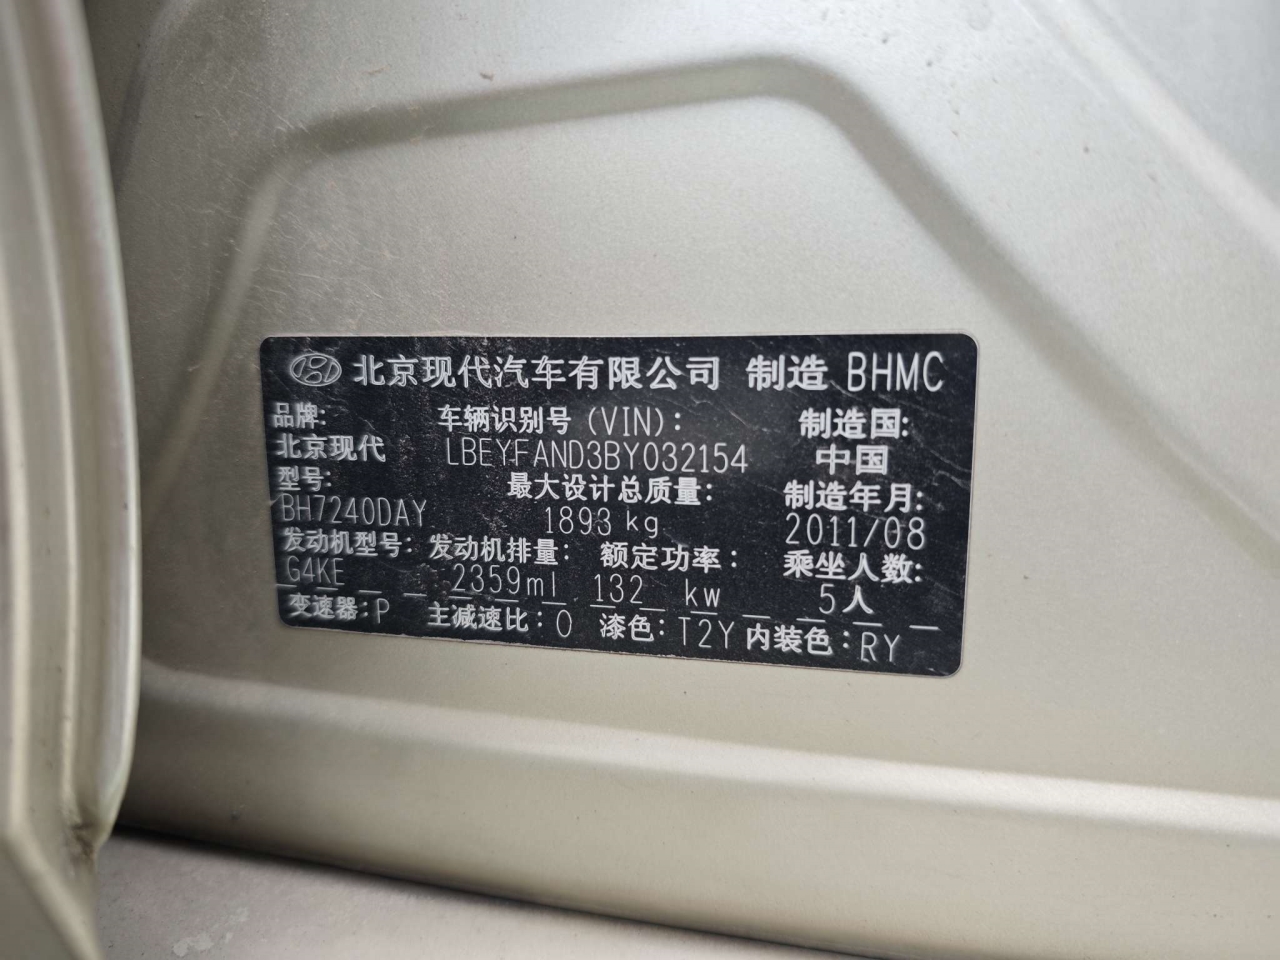 北京现代汽车有限公司 制造 BHMC
品牌: 车辆识别号 (VIN): 制造国:
北京现代 LBEYFAND3BY032154 中国
型号: 最大设计总质量: 制造年月:
BH7240DAY 1893 kg 2011/08
发动机型号: 发动机排量: 额定功率: 乘坐人数:
G4KE 2359ml 132 kw 5人
变速器:P 主减速比:0 漆色:T2Y 内装色:RY